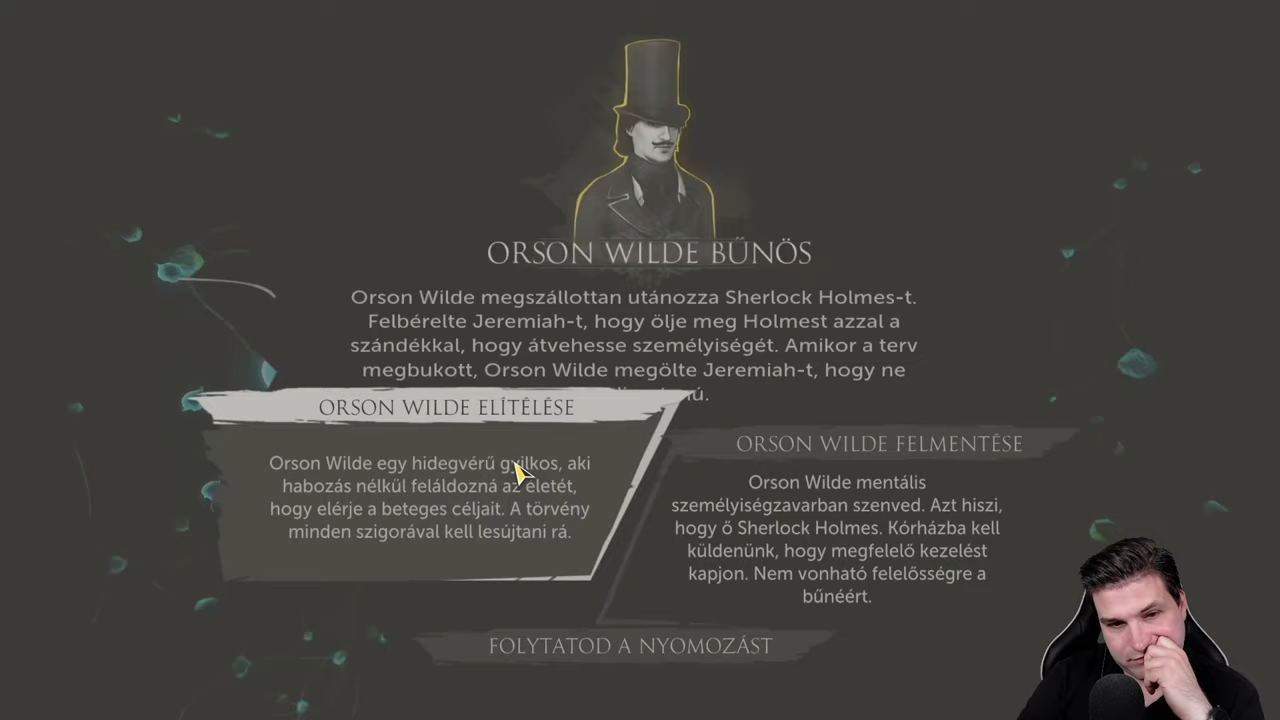 ORSON WILDE BŰNÖS
Orson Wilde megszállottan utánozza Sherlock Holmes-t.
Felbérelte Jeremiah-t, hogy ölje meg Holmest azzal a
szándékkal, hogy átvehesse személyiségét. Amikor a terv
megbukott, Orson Wilde megölte Jeremiah-t, hogy ne
ORSON WILDE ELÍTÉLÉSE
Orson Wilde egy hidegvérű gyilkos, aki
habozás nélkül feláldozná az életét,
hogy elérje a beteges céljait. A törvény
minden szigorával kell lesújtani rá.
ORSON WILDE FELMENTÉSE
Orson Wilde mentális
személyiségzavarban szenved. Azt hiszi,
hogy ő Sherlock Holmes. Kórházba kell
küldenünk, hogy megfelelő kezelést
kapjon. Nem vonható felelősségre a
bűnéért.
FOLYTATOD A NYOMOZÁST